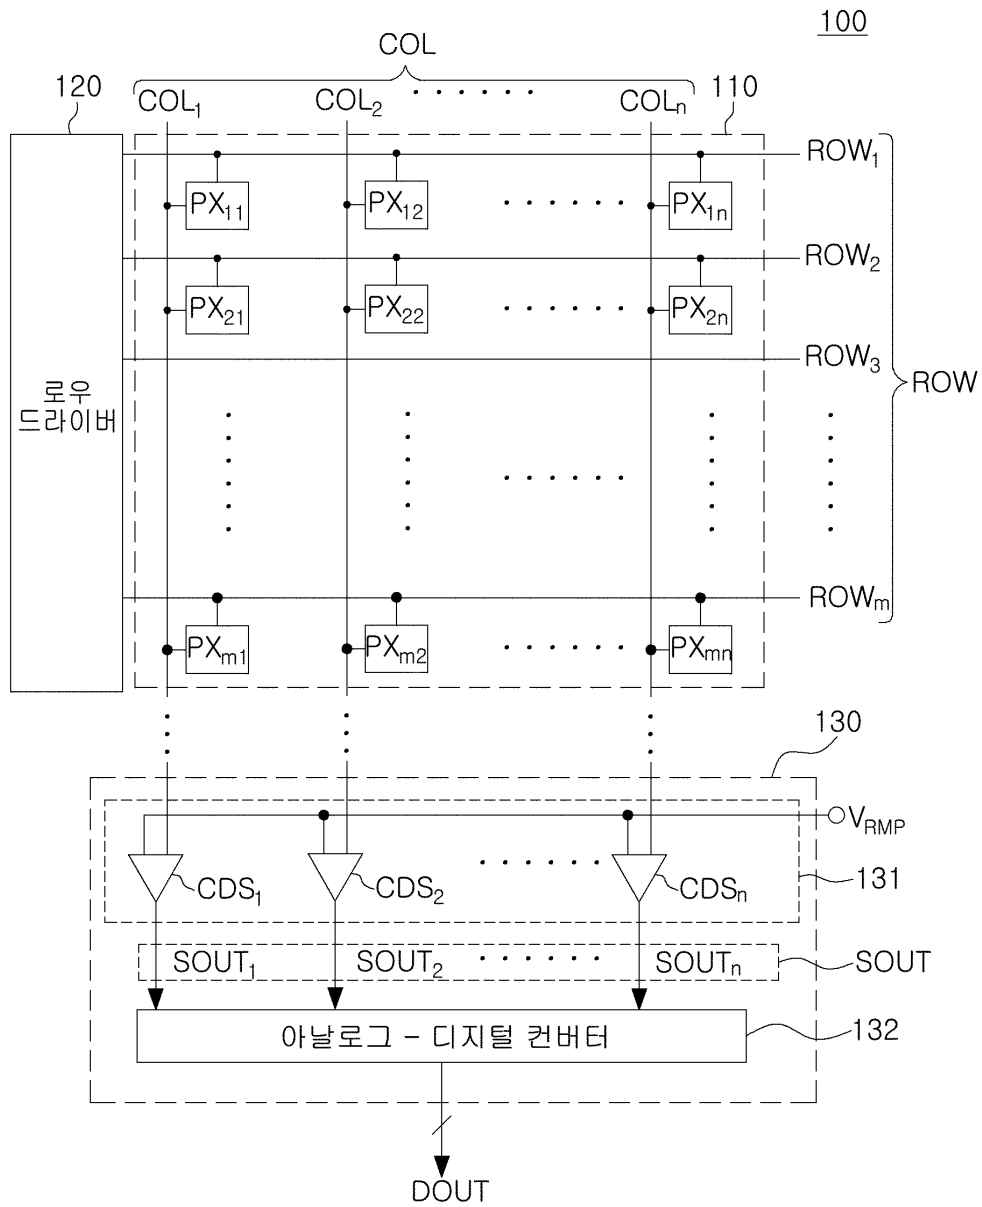 100
COL
120
COL1 COL2 COLn
110
ROW1
PX11 PX12 PX1n
ROW2
PX21 PX22 PX2n
ROW3
ROW
로우
드라이버
ROWm
PXm1 PXm2 PXmn
130
VRMP
CDS1 CDS2 CDSn
131
SOUT1 SOUT2 SOUTn
SOUT
아날로그 - 디지털 컨버터
132
DOUT